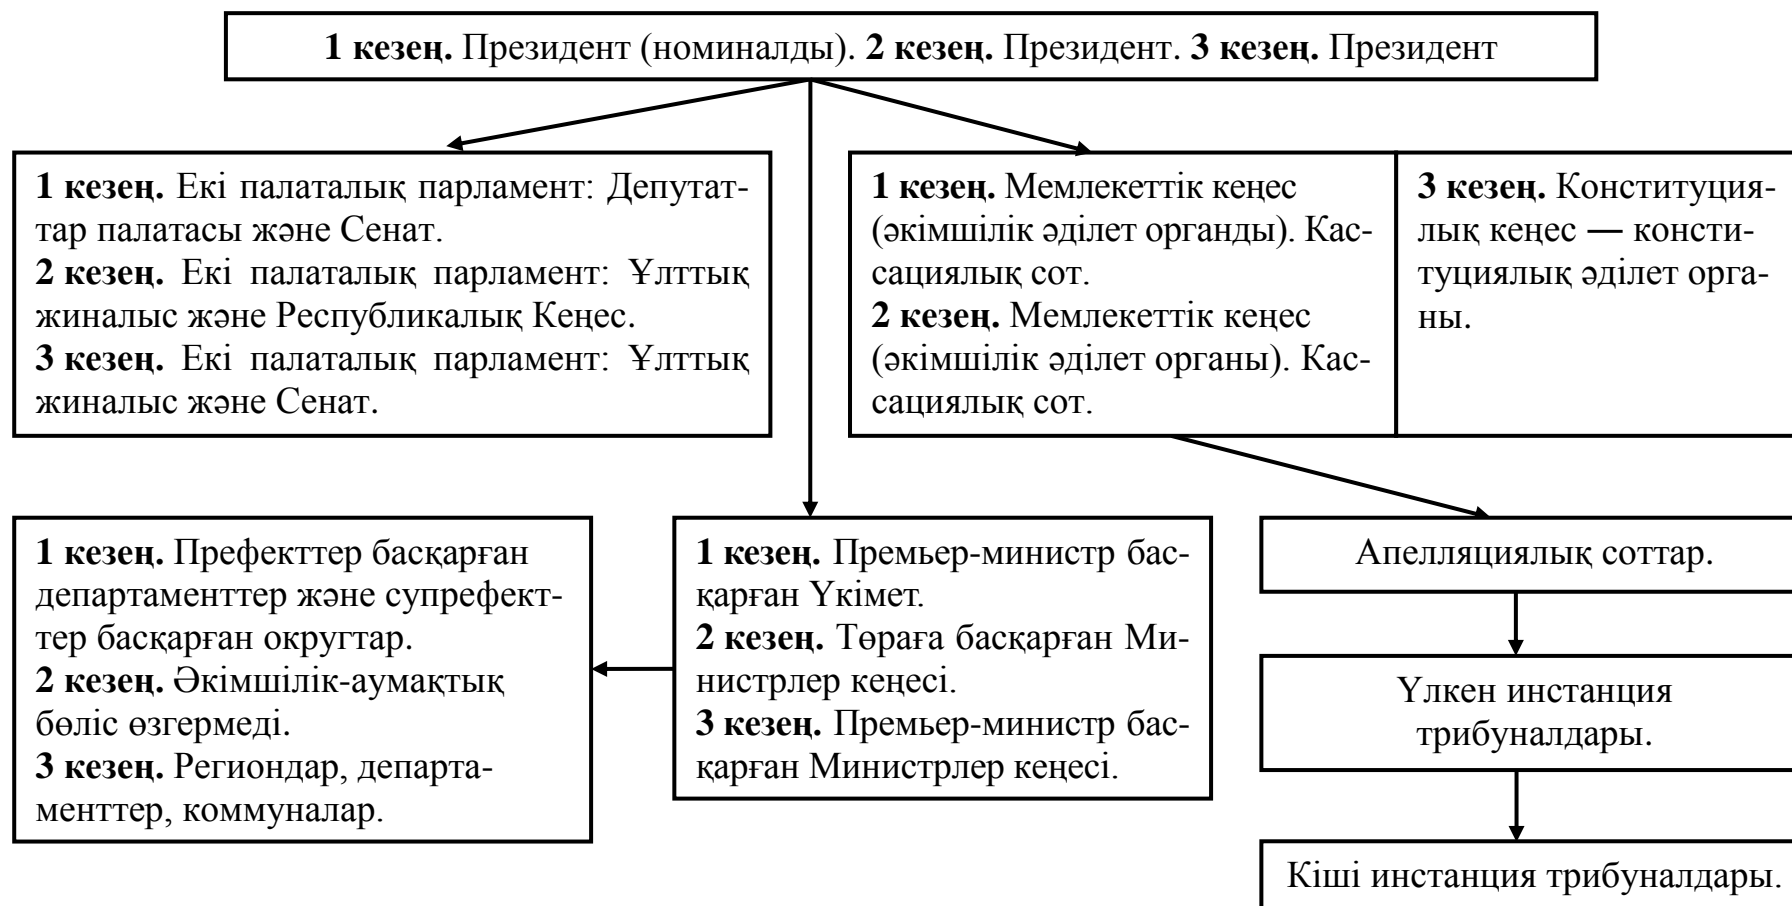 1 кезең. Президент (номиналды). 2 кезең. Президент. 3 кезең. Президент
1 кезең. Екі палаталық парламент: Депутат-
тар палатасы және Сенат.
2 кезең. Екі палаталық парламент: Ұлттық
жиналыс және Республикалық Кеңес.
3 кезең. Екі палаталық парламент: Ұлттық
жиналыс және Сенат.
1 кезең. Мемлекеттік кеңес
(әкімшілік әділет органды). Кас-
сациялық сот.
2 кезең. Мемлекеттік кеңес
(әкімшілік әділет органы). Кас-
сациялық сот.
3 кезең. Конституция-
лық кеңес — консти-
туциялық әділет орга-
ны.
1 кезең. Префекттер басқарған
департаменттер және супрефект-
тер басқарған округтар.
2 кезең. Әкімшілік-аумақтық
бөліс өзгермеді.
3 кезең. Региондар, департа-
менттер, коммуналар.
1 кезең. Премьер-министр бас-
қарған Үкімет.
2 кезең. Төраға басқарған Ми-
нистрлер кеңесі.
3 кезең. Премьер-министр бас-
қарған Министрлер кеңесі.
Апелляциялық соттар.
Үлкен инстанция
трибуналдары.
Кіші инстанция трибуналдары.